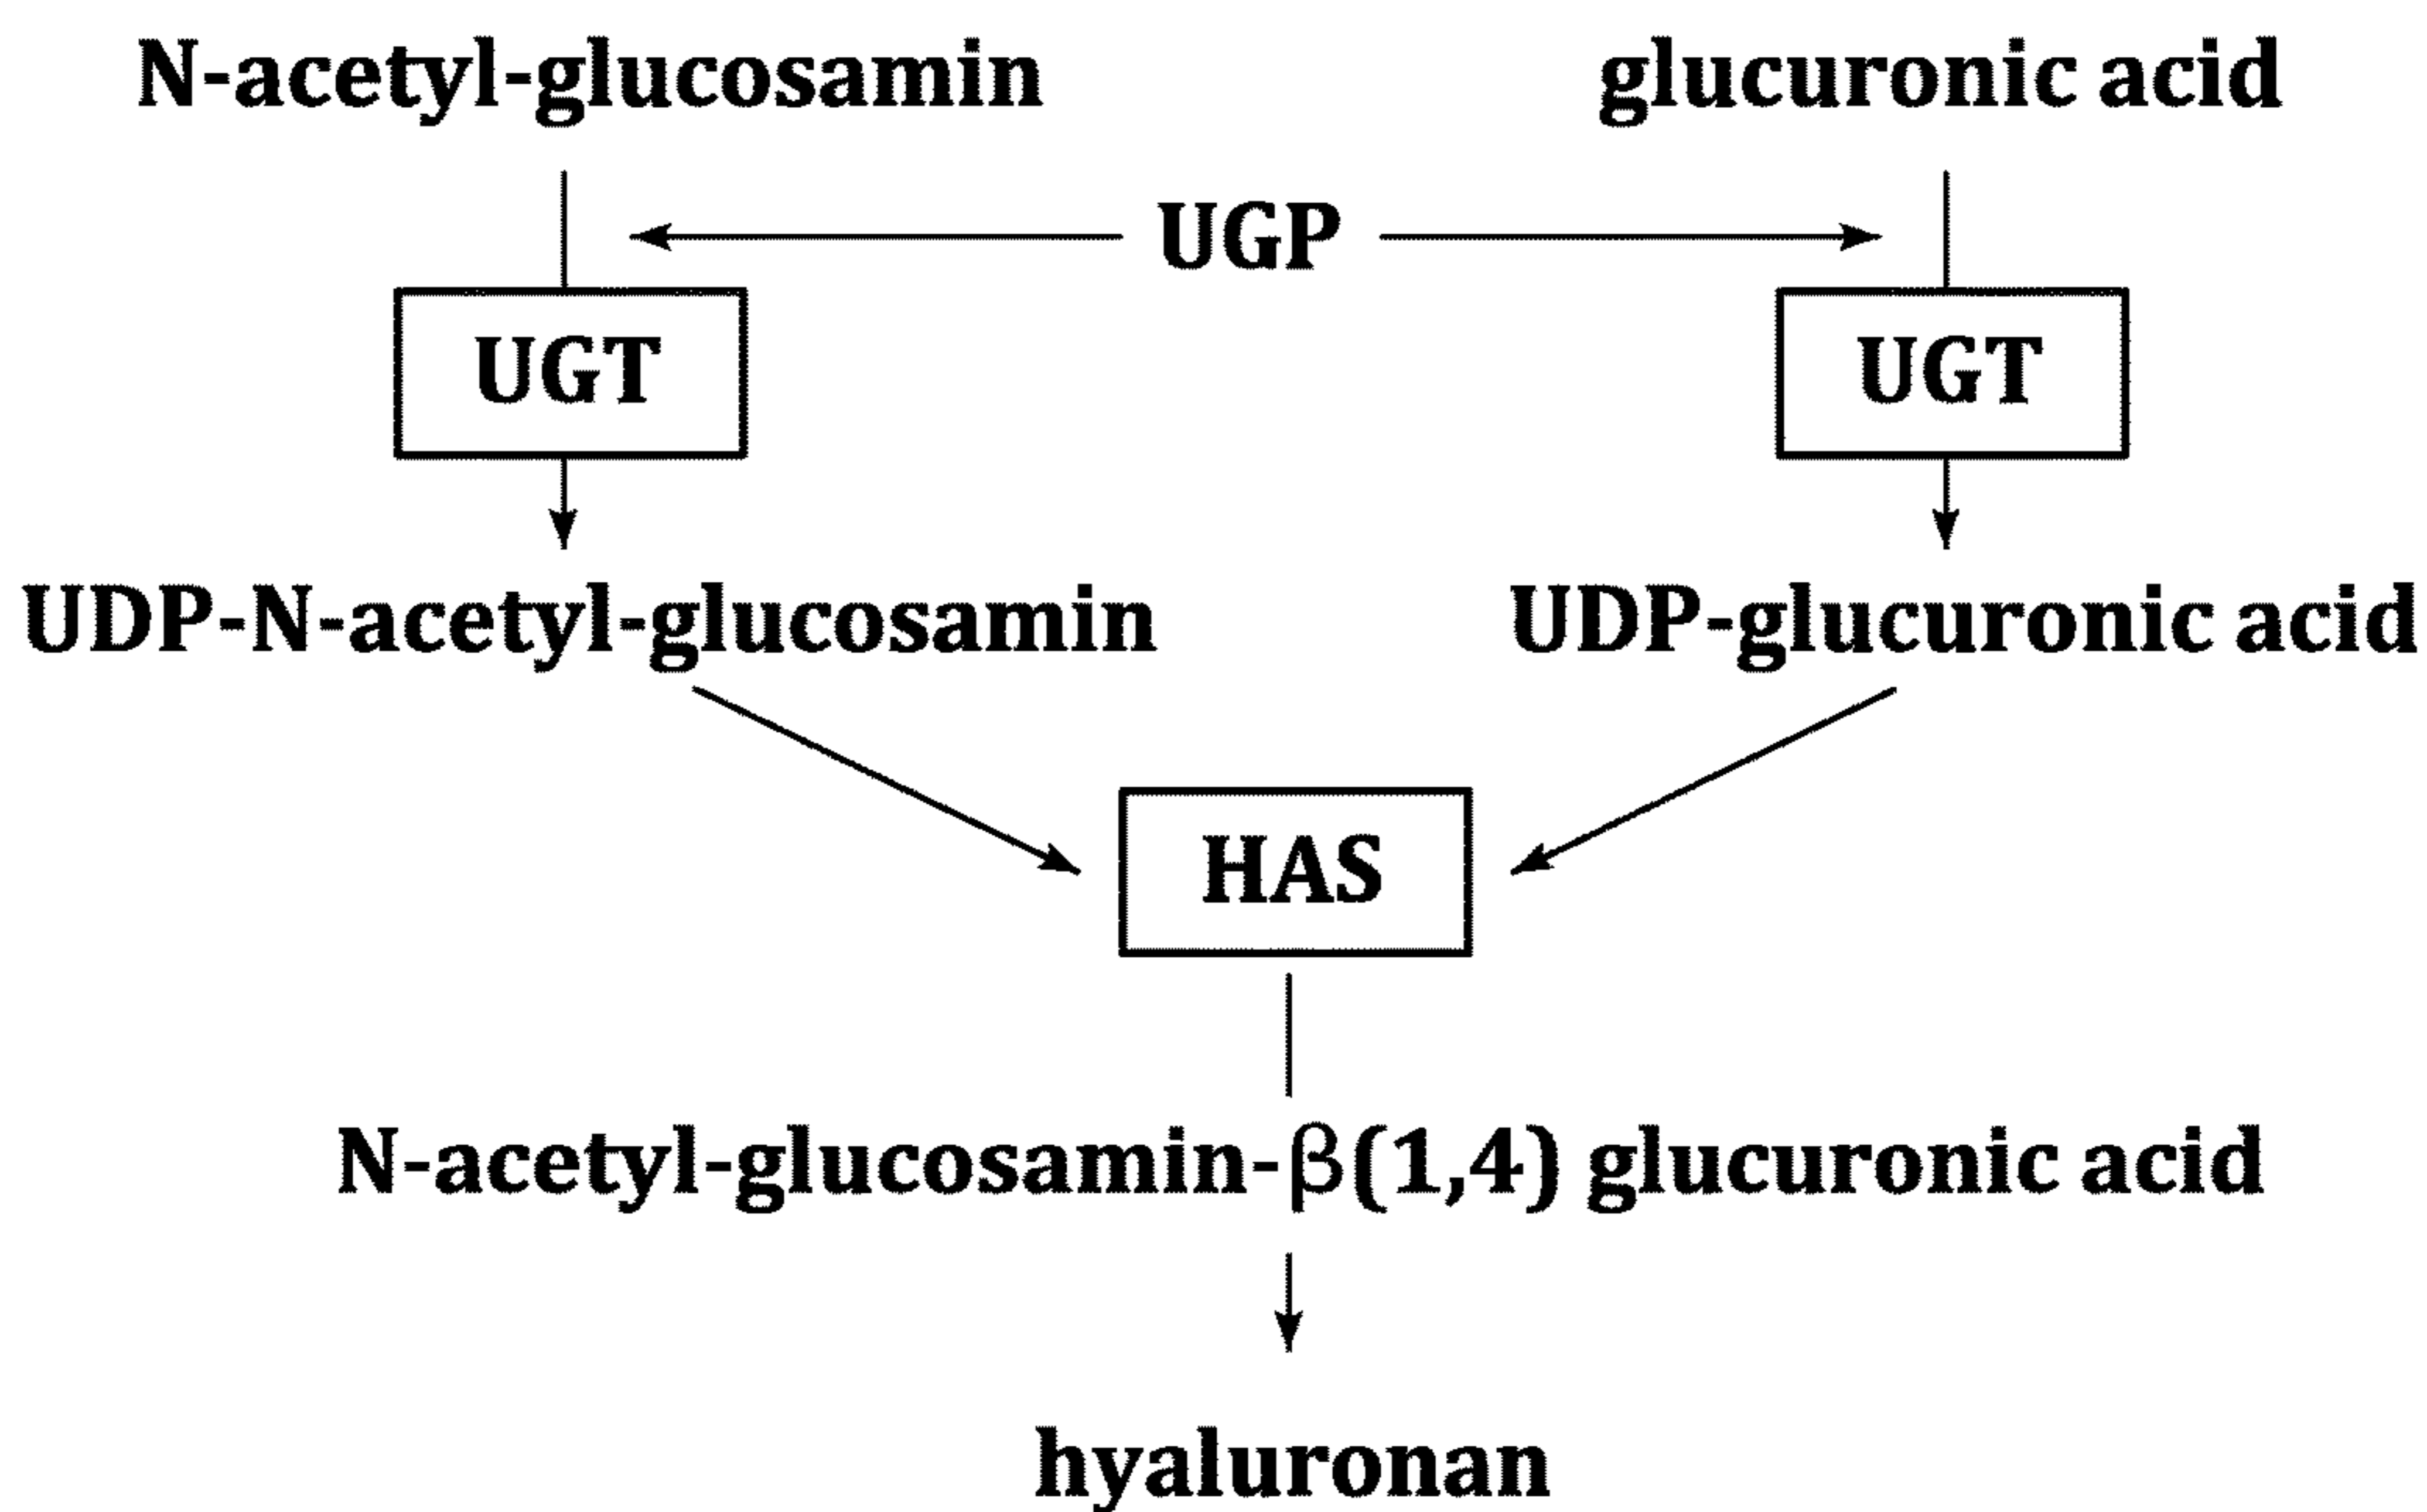 N-acetyl-glucosamin
glucuronic acid
UGP
UGT
UGT
UDP-N-acetyl-glucosamin
UDP-glucuronic acid
HAS
N-acetyl-glucosamin-β(1,4) glucuronic acid
hyaluronan